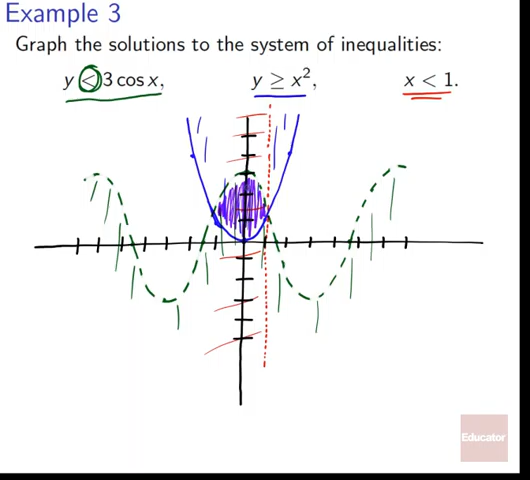 Example 3
Graph the solutions to the system of inequalities:
y < 3 cos x, y ≥ x², x < 1.
Educator